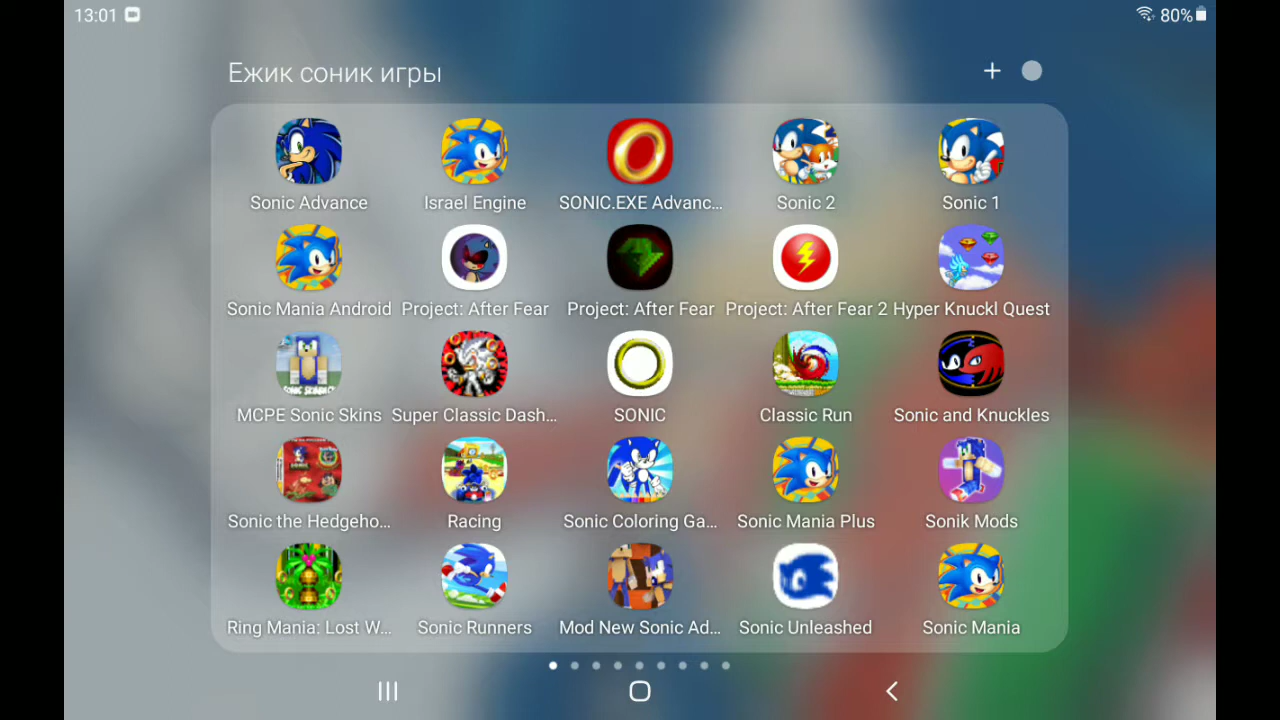 13:01
80%
Ежик соник игры
Sonic Advance
Israel Engine
SONIC.EXE Advanc...
Sonic 2
Sonic 1
Sonic Mania Android
Project: After Fear
Project: After Fear
Project: After Fear 2
Hyper Knuckl Quest
MCPE Sonic Skins
Super Classic Dash...
SONIC
Classic Run
Sonic and Knuckles
Sonic the Hedgeho...
Racing
Sonic Coloring Ga...
Sonic Mania Plus
Sonik Mods
Ring Mania: Lost W...
Sonic Runners
Mod New Sonic Ad...
Sonic Unleashed
Sonic Mania